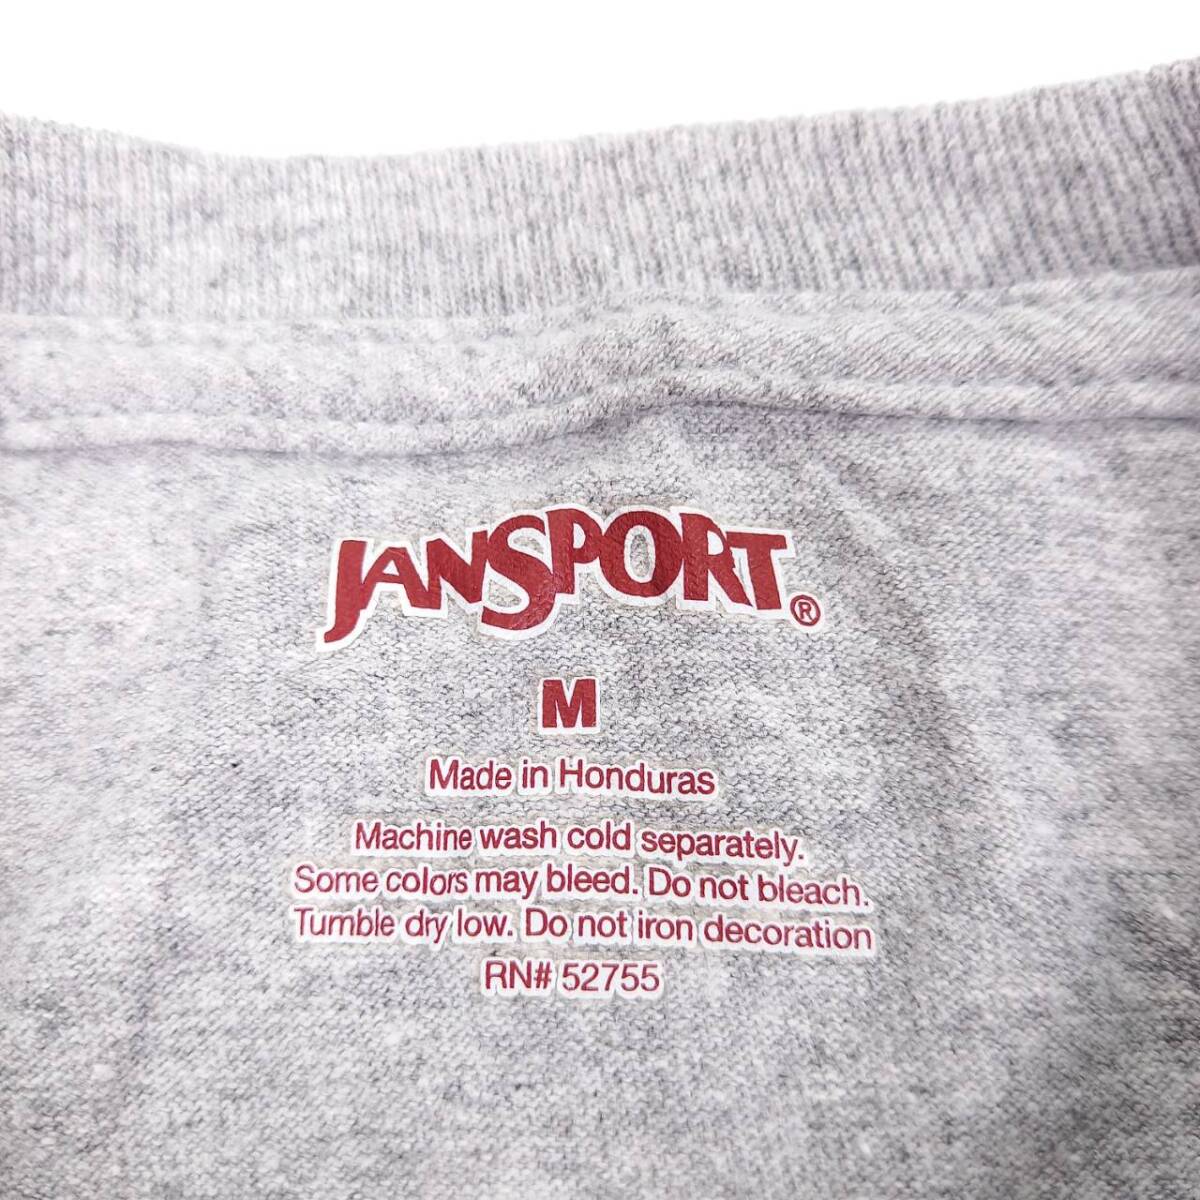 JANSPORT®
M
Made in Honduras
Machine wash cold separately.
Some colors may bleed. Do not bleach.
Tumble dry low. Do not iron decoration
RN# 52755